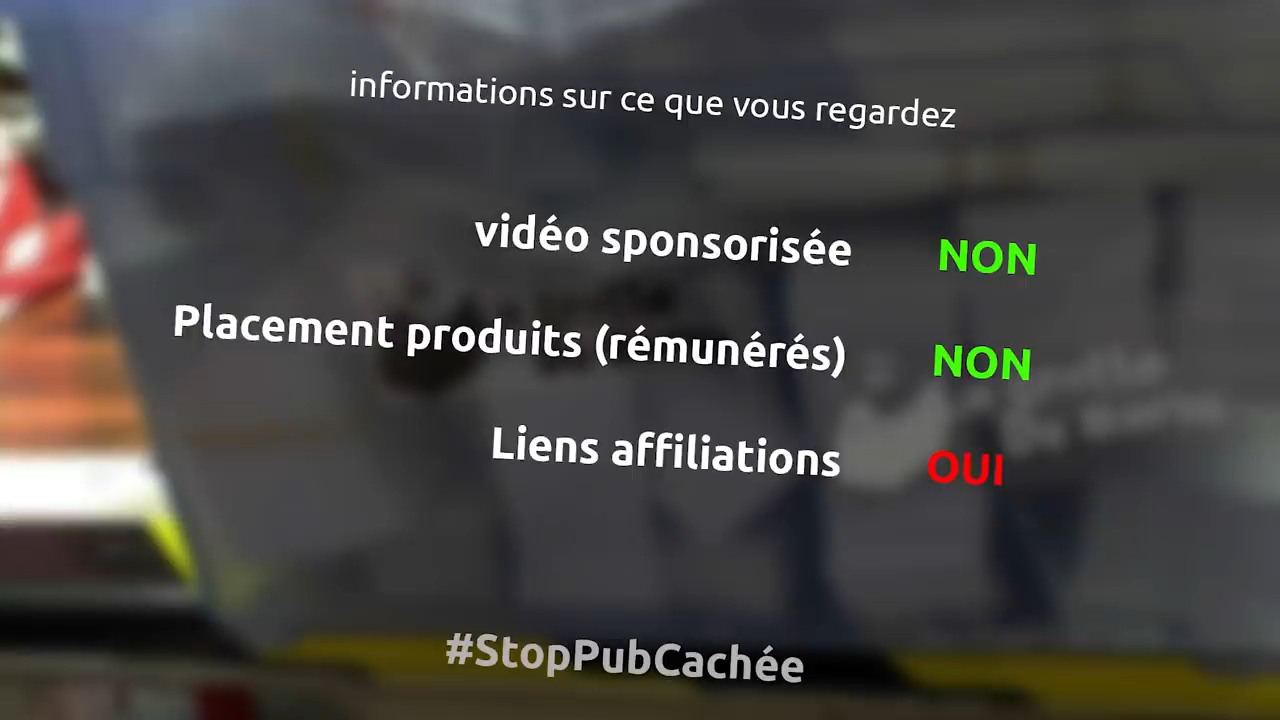 informations sur ce que vous regardez
vidéo sponsorisée NON
Placement produits (rémunérés) NON
Liens affiliations OUI
#StopPubCachée